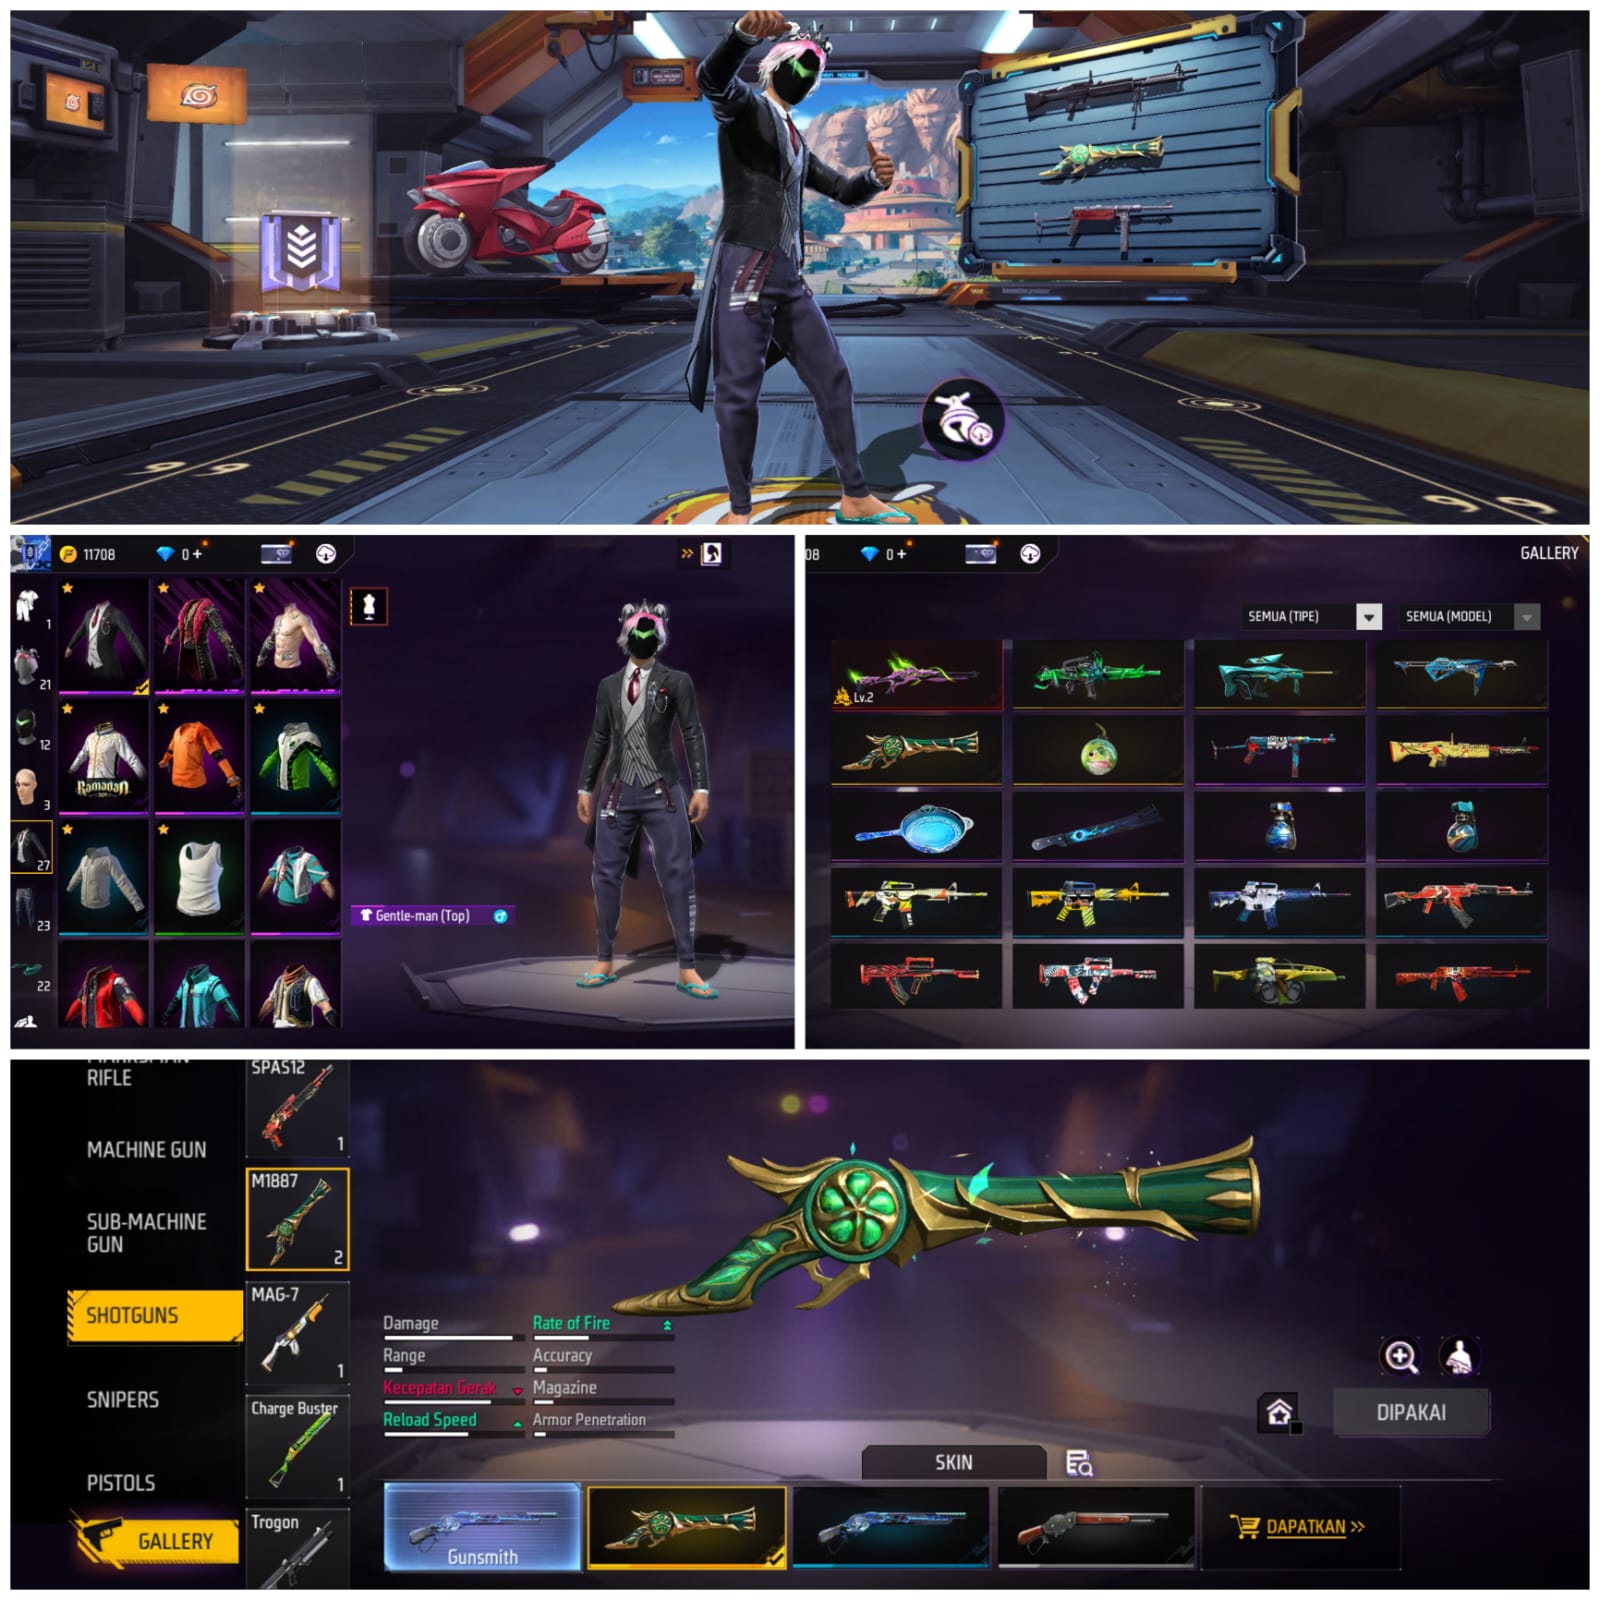 11708
0 +
1
21
12
3
27
23
22
Ramadan
Gentle-man (Top)
08
0 +
GALLERY
SEMUA (TIPE)
SEMUA (MODEL)
Lv.2
RIFLE
MACHINE GUN
SUB-MACHINE
GUN
SHOTGUNS
SNIPERS
PISTOLS
GALLERY
SPAS12
1
M1887
2
MAG-7
1
Charge Buster
1
Trogon
Damage
Rate of Fire
Range
Accuracy
Kecepatan Gerak
Magazine
Reload Speed
Armor Penetration
DIPAKAI
SKIN
Gunsmith
DAPATKAN >>